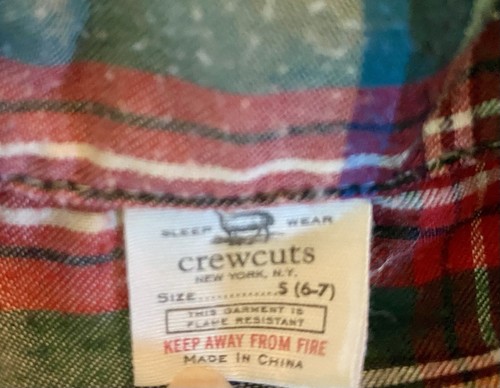 SLEEP WEAR
crewcuts
NEW YORK, N.Y.
SIZE..............S (6-7)
THIS GARMENT IS
FLAME RESISTANT
KEEP AWAY FROM FIRE
MADE IN CHINA